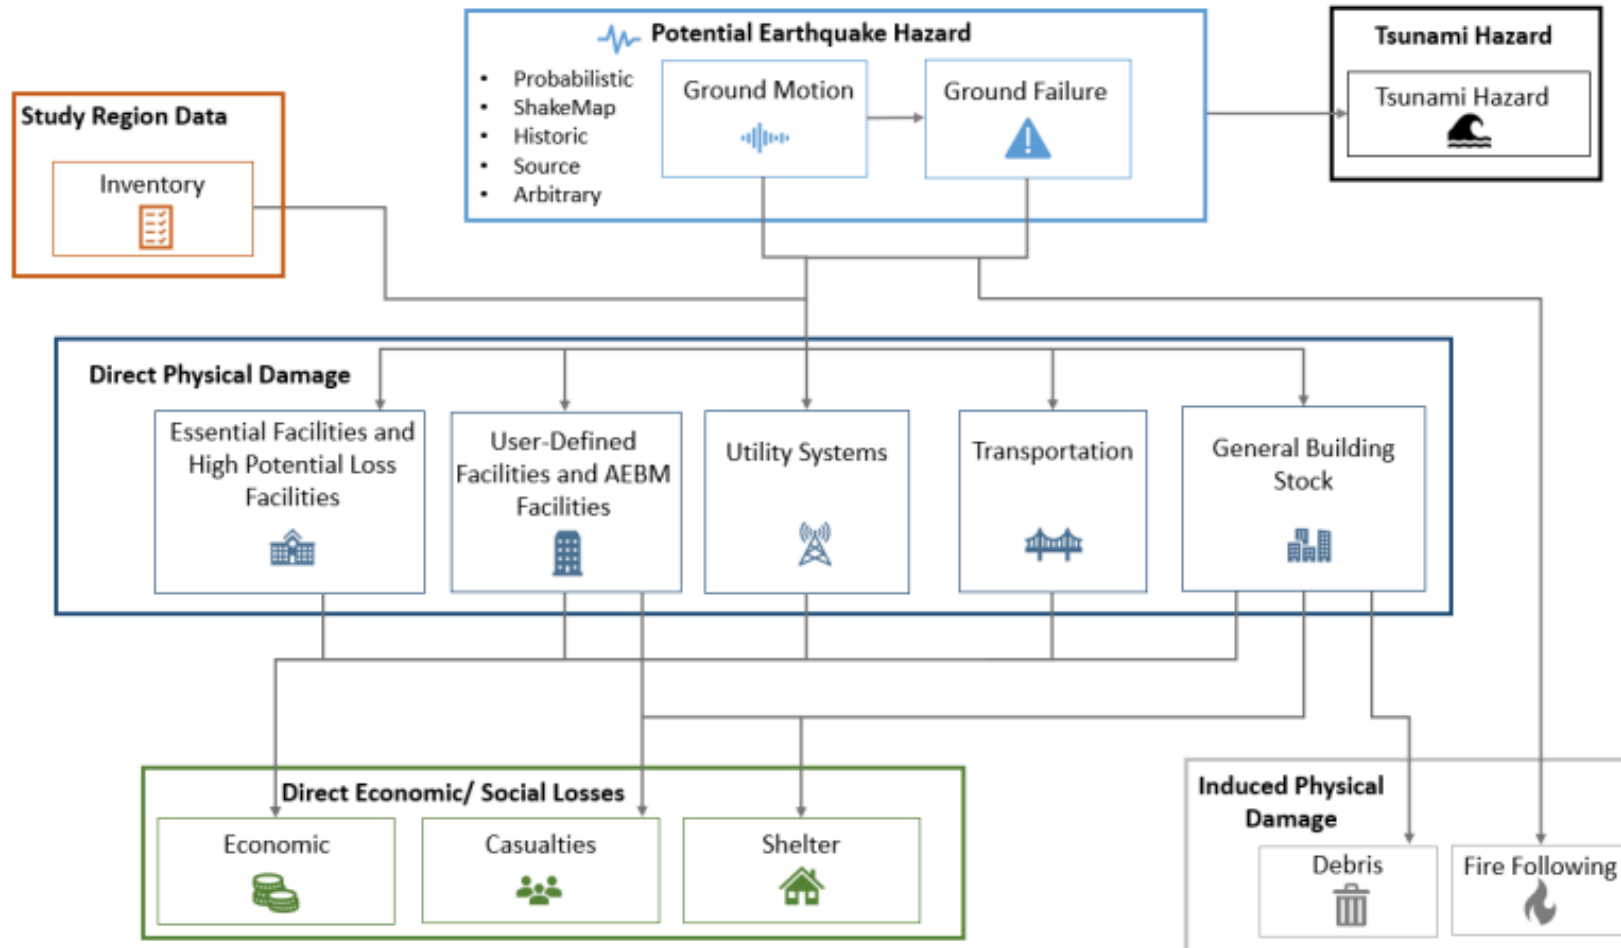 Potential Earthquake Hazard
• Probabilistic
• ShakeMap
• Historic
• Source
• Arbitrary
Ground Motion
Ground Failure
Tsunami Hazard
Tsunami Hazard
Study Region Data
Inventory
Direct Physical Damage
Essential Facilities and
High Potential Loss
Facilities
User-Defined
Facilities and AEBM
Facilities
Utility Systems
Transportation
General Building
Stock
Direct Economic/ Social Losses
Economic
Casualties
Shelter
Induced Physical
Damage
Debris
Fire Following